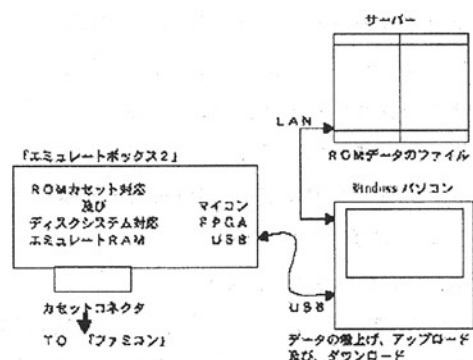 サーバー
LAN
ROMデータのファイル
『エミュレートボックス2』
ROMカセット対応
及び
マイコン
ディスクシステム対応
FPGA
エミュレートRAM
USB
Windows パソコン
カセットコネクタ
TO 『ファミコン』
USB
データの吸上げ、アップロード
及び、ダウンロード